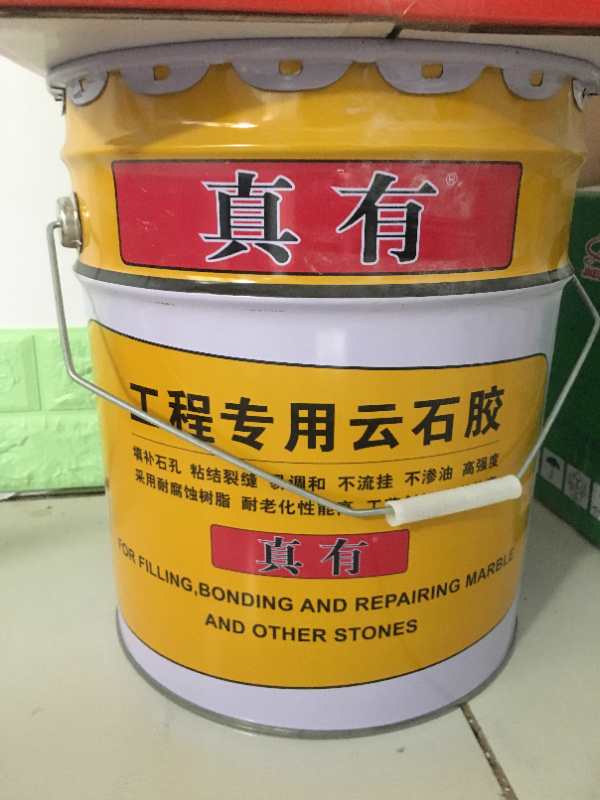 真有®
工程专用云石胶
填补石孔 粘结裂缝 易调和 不流挂 不渗油 高强度
采用耐腐蚀树脂 耐老化性能高
真有
FOR FILLING,BONDING AND REPAIRING MARBLE
AND OTHER STONES